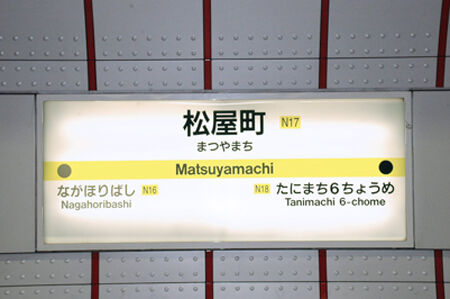 松屋町 N17
まつやまち
Matsuyamachi
ながほりばし N16
Nagahoribashi
N18 たにまち6ちょうめ
Tanimachi 6-chome